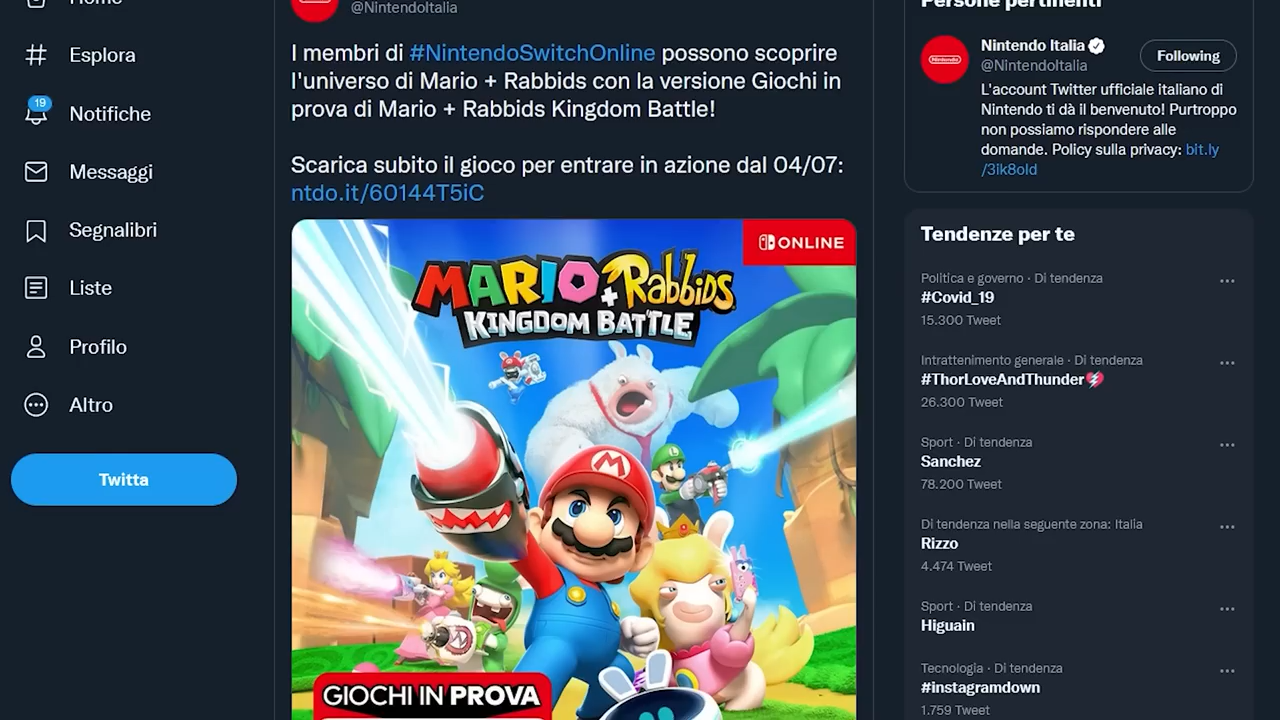 Home
Esplora
19
Notifiche
Messaggi
Segnalibri
Liste
Profilo
Altro
Twitta
@NintendoItalia
I membri di #NintendoSwitchOnline possono scoprire
l'universo di Mario + Rabbids con la versione Giochi in
prova di Mario + Rabbids Kingdom Battle!
Scarica subito il gioco per entrare in azione dal 04/07:
ntdo.it/60144T5iC
ONLINE
MARIO + Rabbids
KINGDOM BATTLE
M
L
GIOCHI IN PROVA
Persone pertinenti
Nintendo
Nintendo Italia
@NintendoItalia
Following
L'account Twitter ufficiale italiano di
Nintendo ti dà il benvenuto! Purtroppo
non possiamo rispondere alle
domande. Policy sulla privacy: bit.ly
/3ik8old
Tendenze per te
Politica e governo · Di tendenza
#Covid_19
15.300 Tweet
Intrattenimento generale · Di tendenza
#ThorLoveAndThunder
26.300 Tweet
Sport · Di tendenza
Sanchez
78.200 Tweet
Di tendenza nella seguente zona: Italia
Rizzo
4.474 Tweet
Sport · Di tendenza
Higuain
Tecnologia · Di tendenza
#instagramdown
1.759 Tweet